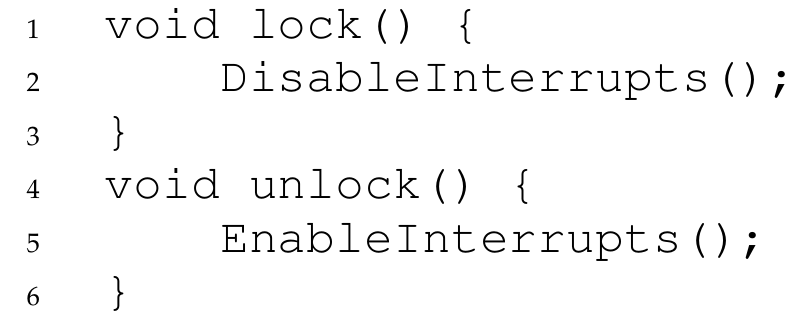 1 void lock() {
2 DisableInterrupts();
3 }
4 void unlock() {
5 EnableInterrupts();
6 }